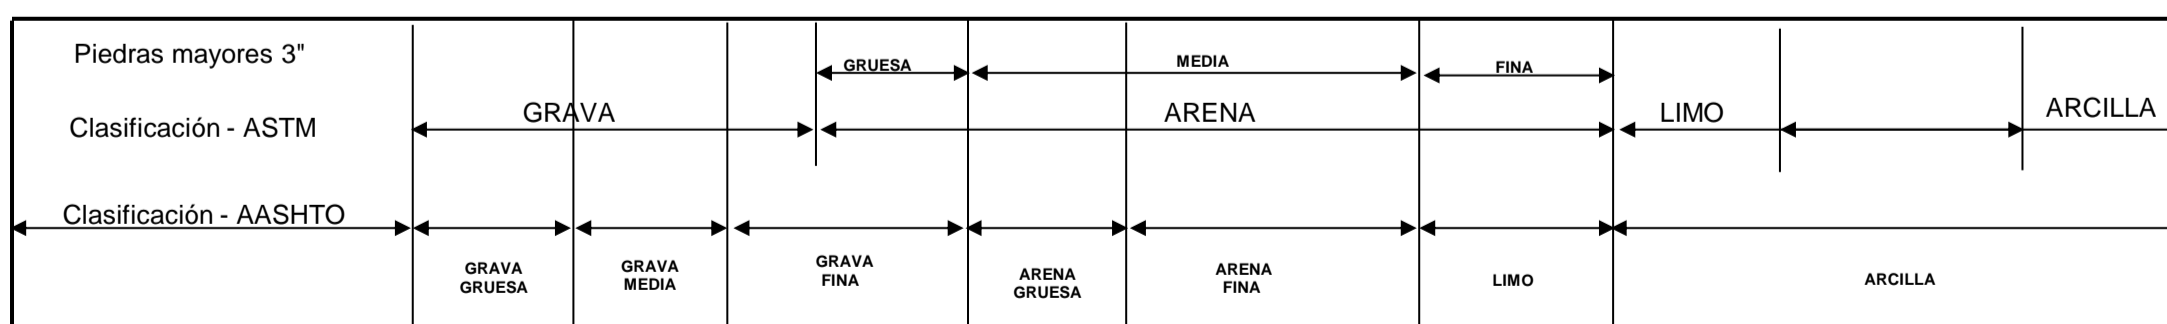 Piedras mayores 3"
GRUESA
MEDIA
FINA
Clasificación - ASTM
GRAVA
ARENA
LIMO
ARCILLA
Clasificación - AASHTO
GRAVA
GRUESA
GRAVA
MEDIA
GRAVA
FINA
ARENA
GRUESA
ARENA
FINA
LIMO
ARCILLA